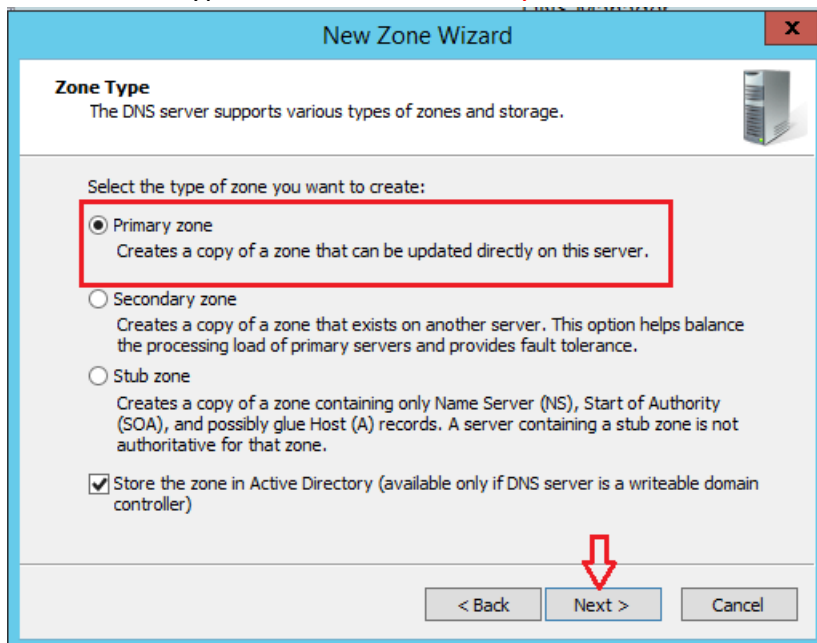 DNS Manager
New Zone Wizard
x
Zone Type
The DNS server supports various types of zones and storage.
Select the type of zone you want to create:
Primary zone
Creates a copy of a zone that can be updated directly on this server.
Secondary zone
Creates a copy of a zone that exists on another server. This option helps balance
the processing load of primary servers and provides fault tolerance.
Stub zone
Creates a copy of a zone containing only Name Server (NS), Start of Authority
(SOA), and possibly glue Host (A) records. A server containing a stub zone is not
authoritative for that zone.
Store the zone in Active Directory (available only if DNS server is a writeable domain
controller)
< Back
Next >
Cancel